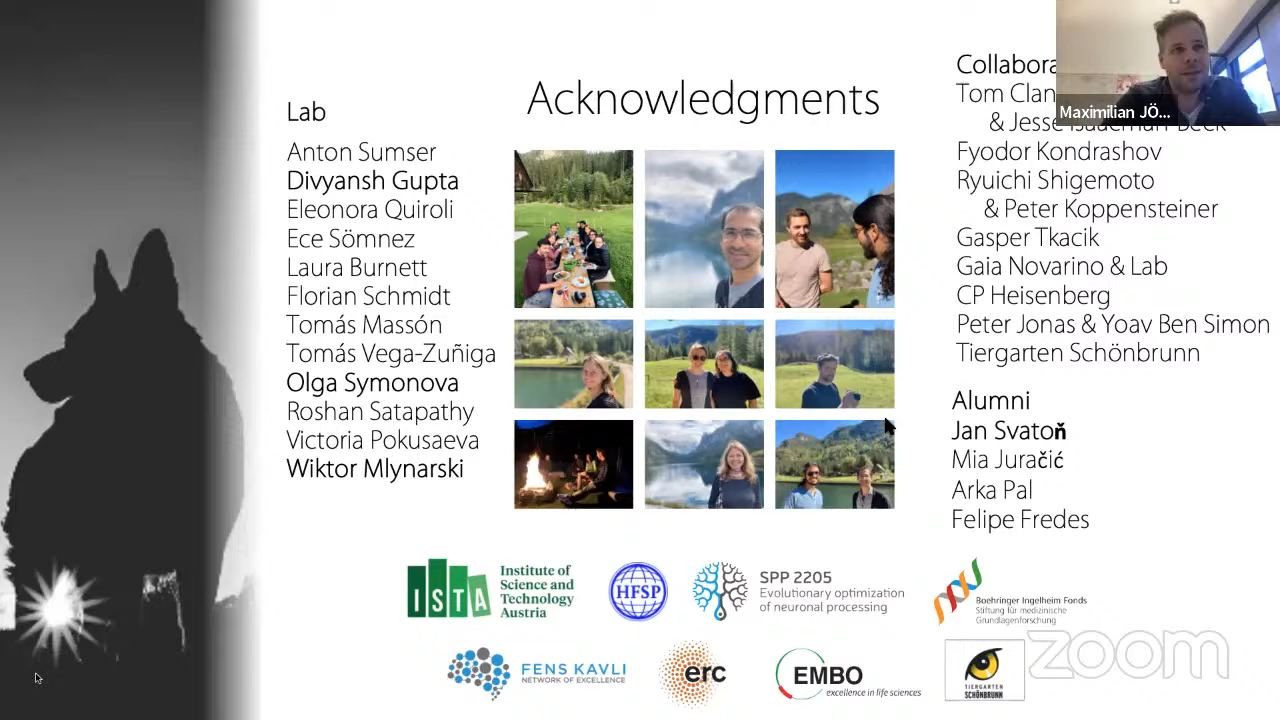 Acknowledgments
Lab
Anton Sumser
Divyansh Gupta
Eleonora Quiroli
Ece Sömnez
Laura Burnett
Florian Schmidt
Tomás Massón
Tomás Vega-Zuñiga
Olga Symonova
Roshan Satapathy
Victoria Pokusaeva
Wiktor Mlynarski
Tom Clan
& Jesse
Fyodor Kondrashov
Ryuichi Shigemoto
& Peter Koppensteiner
Gasper Tkacik
Gaia Novarino & Lab
CP Heisenberg
Peter Jonas & Yoav Ben Simon
Tiergarten Schönbrunn
Alumni
Jan Svatoň
Mia Juračić
Arka Pal
Felipe Fredes
Maximilian JÖ...
ISTA
Institute of
Science and
Technology
Austria
HFSP
SPP 2205
Evolutionary optimization
of neuronal processing
Boehringer Ingelheim Fonds
Stiftung für medizinische
Grundlagenforschung
FENS KAVLI
NETWORK OF EXCELLENCE
erc
EMBO
excellence in life sciences
TIERGARTEN
SCHÖNBRUNN
zoom